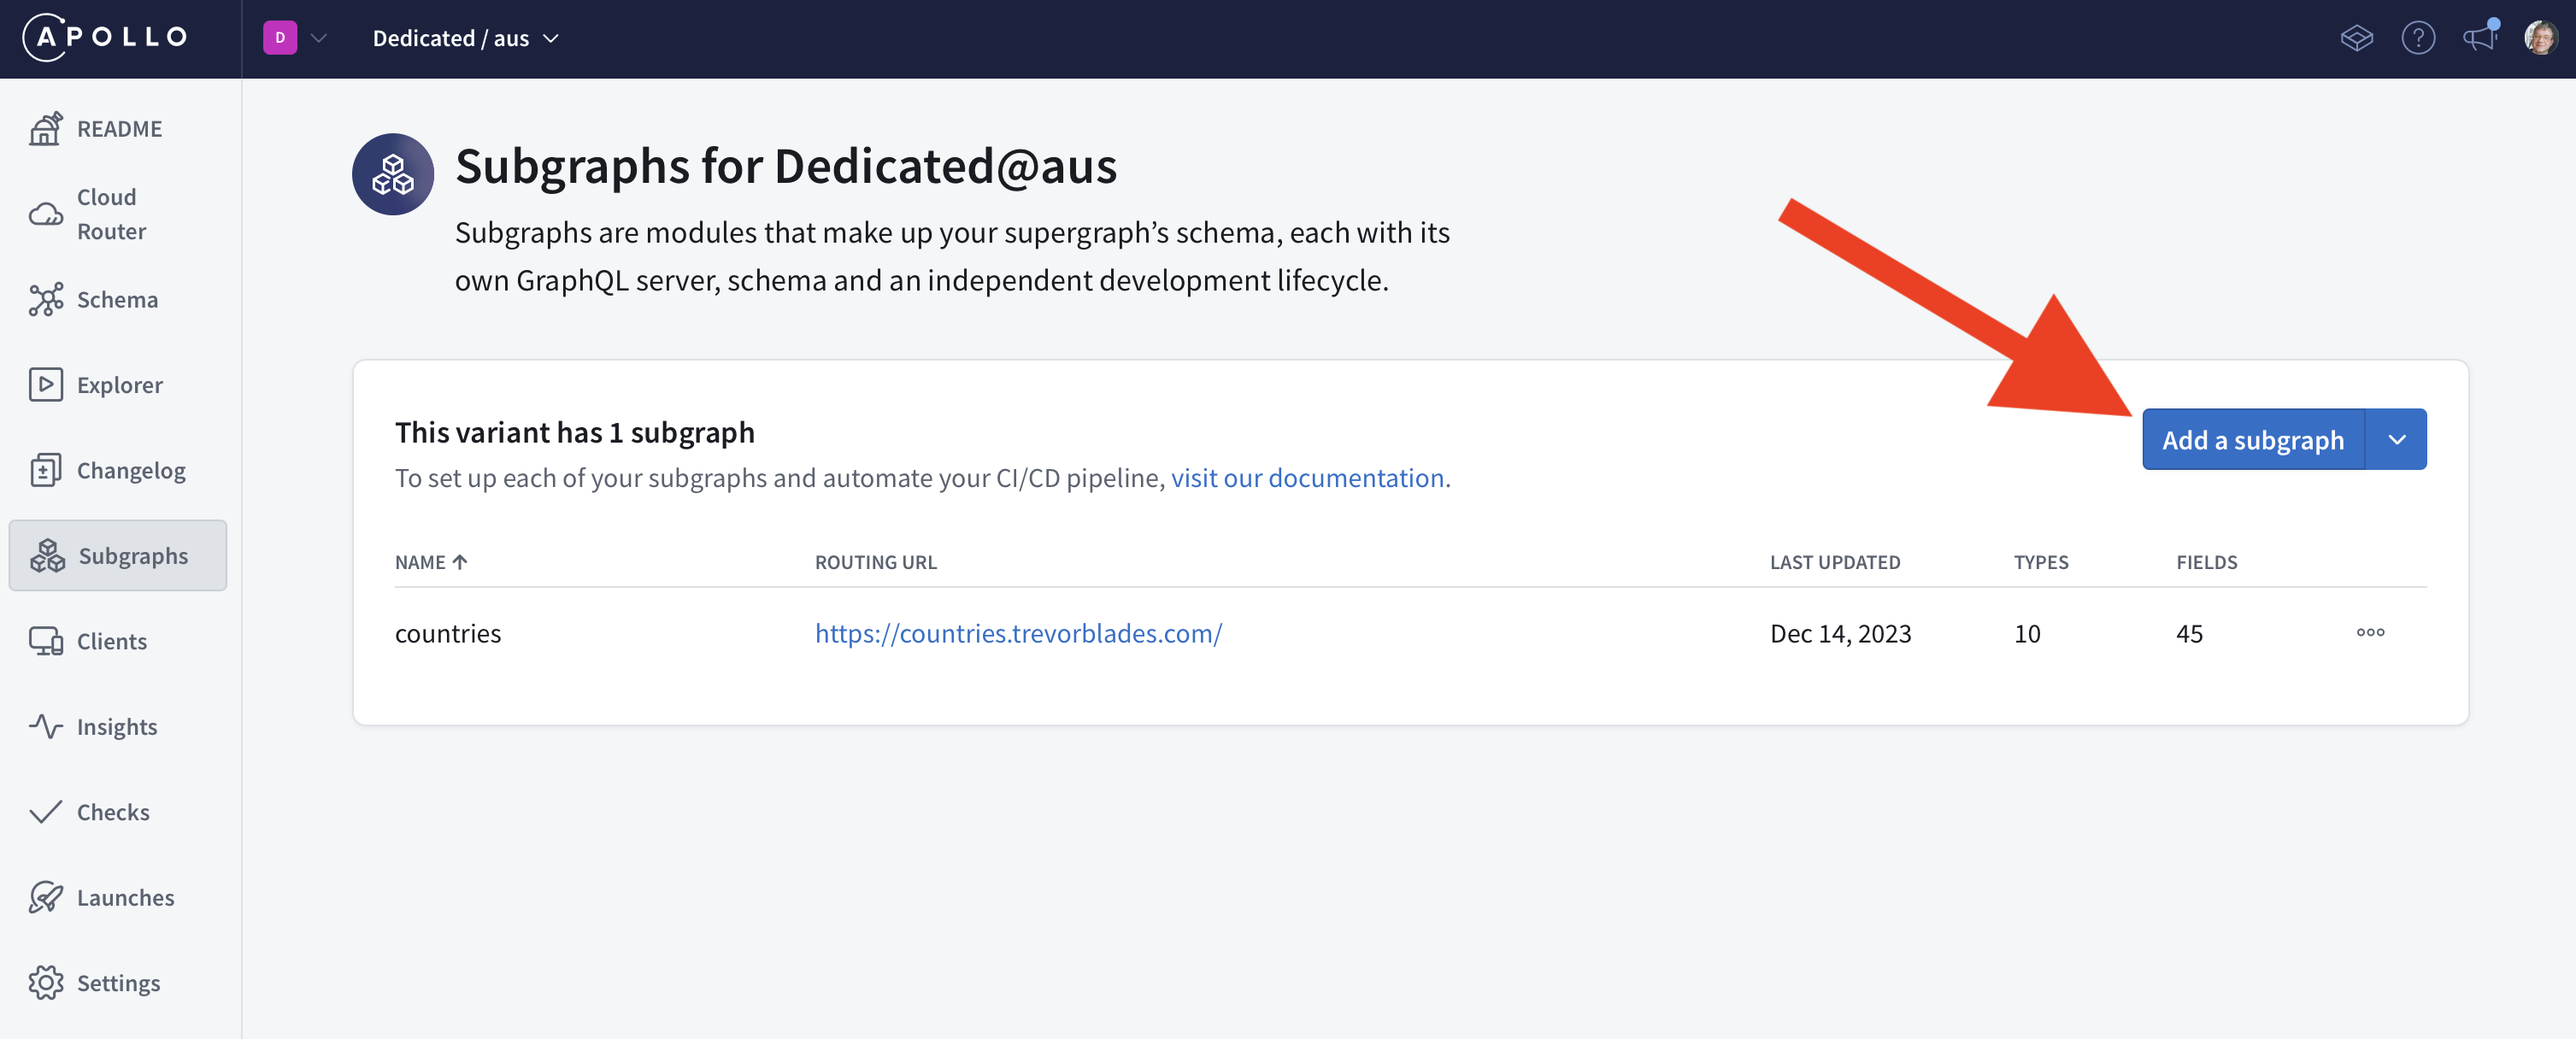 APOLLO
D
Dedicated / aus
README
Cloud
Router
Schema
Explorer
Changelog
Subgraphs
Clients
Insights
Checks
Launches
Settings
Subgraphs for Dedicated@aus
Subgraphs are modules that make up your supergraph’s schema, each with its
own GraphQL server, schema and an independent development lifecycle.
This variant has 1 subgraph
To set up each of your subgraphs and automate your CI/CD pipeline, visit our documentation.
Add a subgraph
NAME ROUTING URL LAST UPDATED TYPES FIELDS
countries https://countries.trevorblades.com/ Dec 14, 2023 10 45